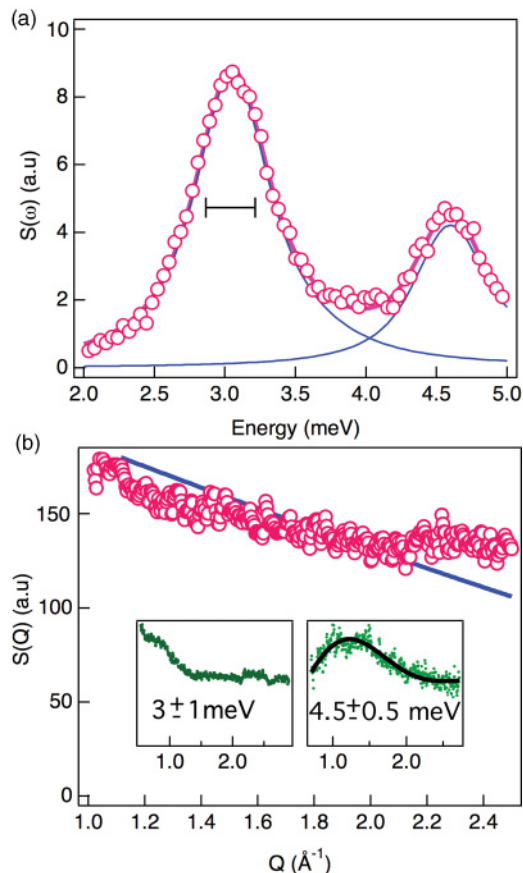 (a)
10
8
6
4
2
0
S(ω) (a.u)
2.0 2.5 3.0 3.5 4.0 4.5 5.0
Energy (meV)
(b)
150
100
50
0
S(Q) (a.u)
3±1meV
1.0 2.0
4.5±0.5 meV
1.0 2.0
1.0 1.2 1.4 1.6 1.8 2.0 2.2 2.4
Q (Å⁻¹)